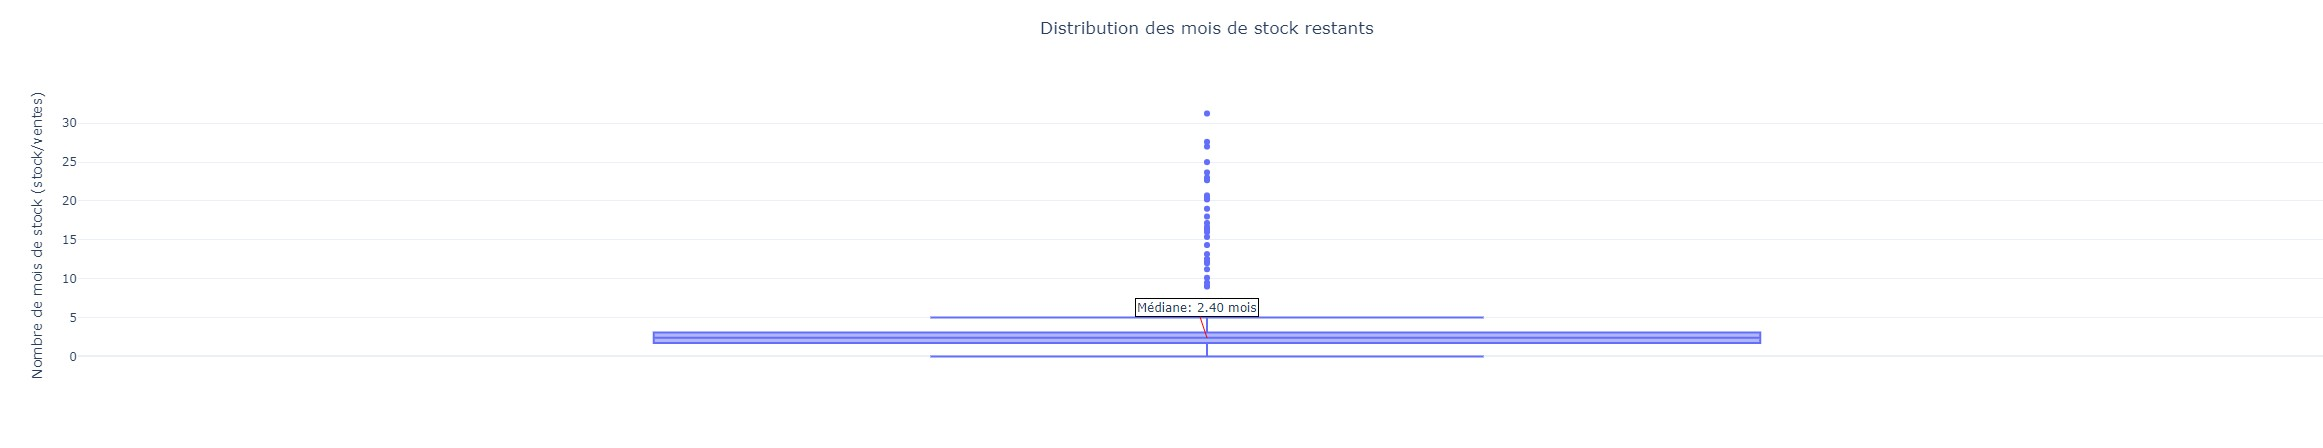 Distribution des mois de stock restants
Nombre de mois de stock (stock/ventes)
30
25
20
15
10
5
0
Médiane: 2.40 mois